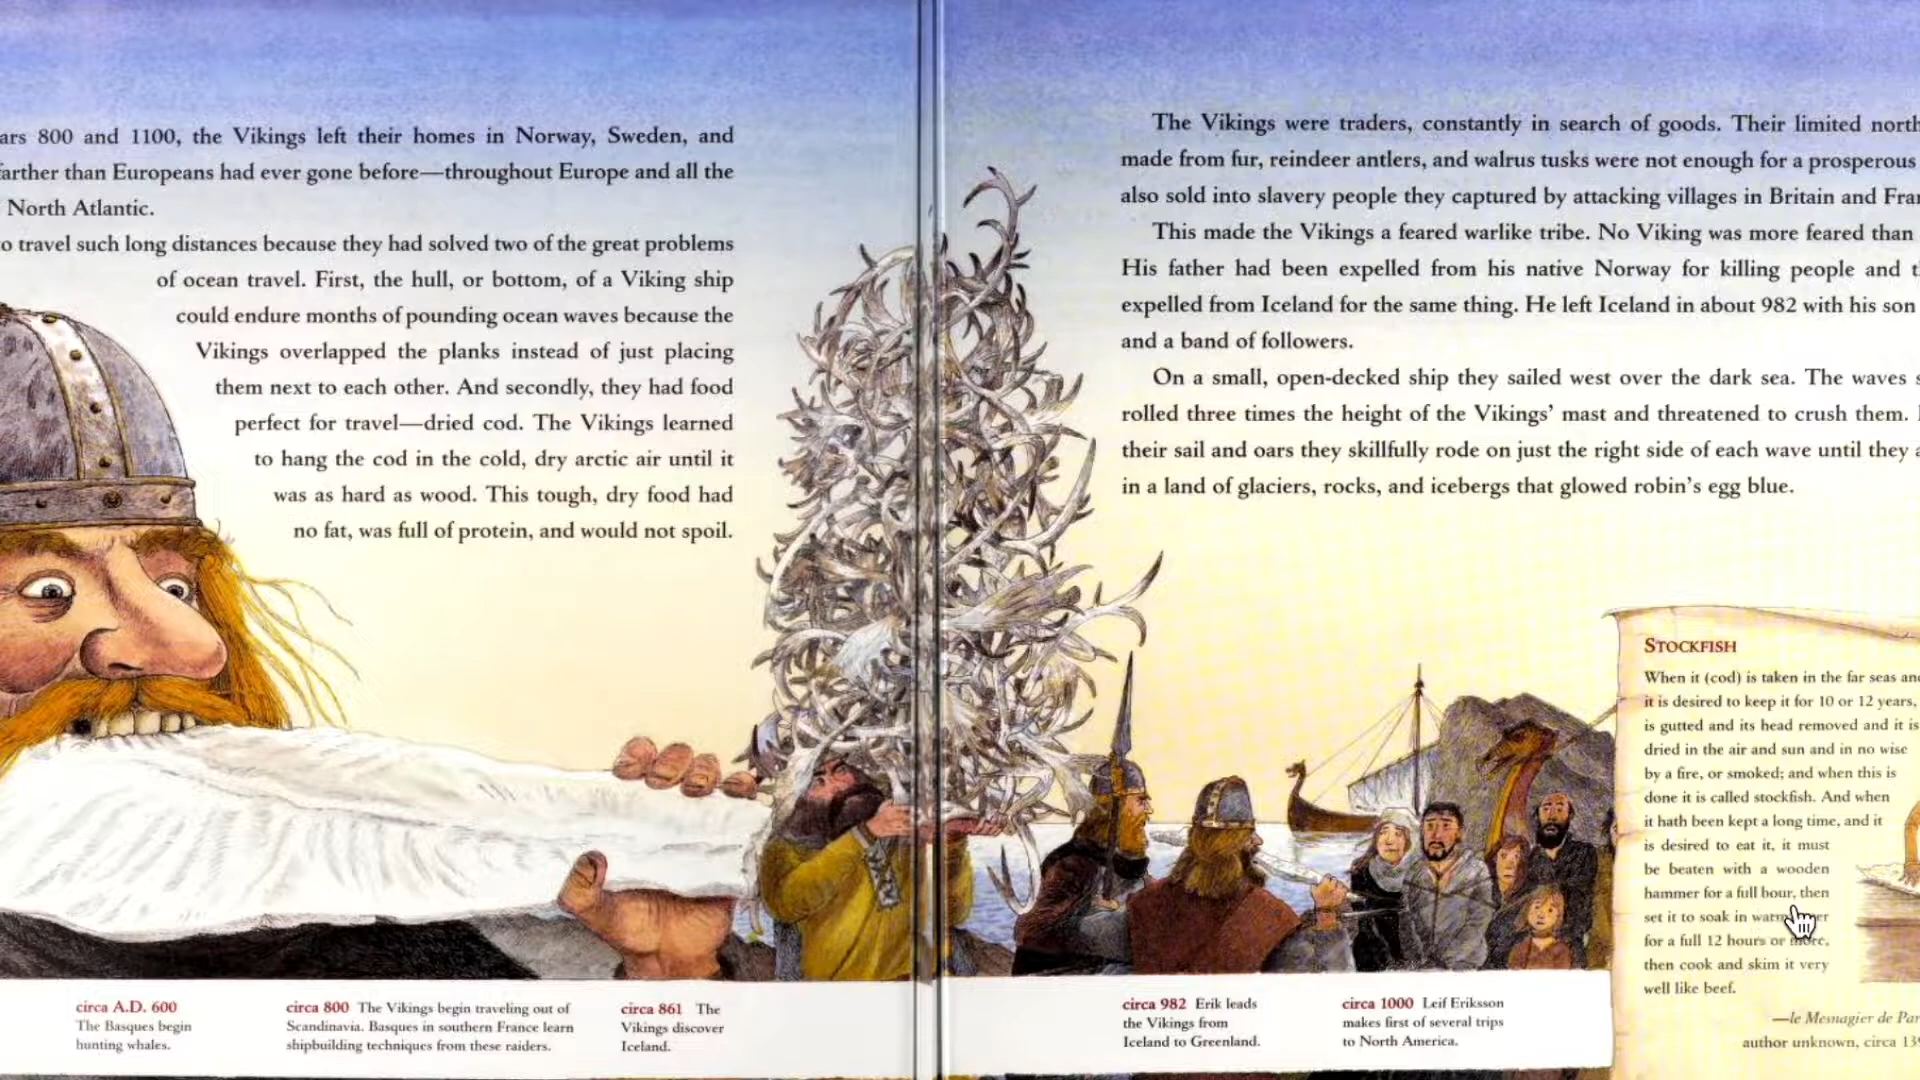 ars 800 and 1100, the Vikings left their homes in Norway, Sweden, and
farther than Europeans had ever gone before—throughout Europe and all the
North Atlantic.
o travel such long distances because they had solved two of the great problems
of ocean travel. First, the hull, or bottom, of a Viking ship
could endure months of pounding ocean waves because the
Vikings overlapped the planks instead of just placing
them next to each other. And secondly, they had food
perfect for travel—dried cod. The Vikings learned
to hang the cod in the cold, dry arctic air until it
was as hard as wood. This tough, dry food had
no fat, was full of protein, and would not spoil.
circa A.D. 600
The Basques begin
hunting whales.
circa 800 The Vikings begin traveling out of
Scandinavia. Basques in southern France learn
shipbuilding techniques from these raiders.
circa 861 The
Vikings discover
Iceland.
The Vikings were traders, constantly in search of goods. Their limited north
made from fur, reindeer antlers, and walrus tusks were not enough for a prosperous
also sold into slavery people they captured by attacking villages in Britain and Fran
This made the Vikings a feared warlike tribe. No Viking was more feared than
His father had been expelled from his native Norway for killing people and th
expelled from Iceland for the same thing. He left Iceland in about 982 with his son
and a band of followers.
On a small, open-decked ship they sailed west over the dark sea. The waves s
rolled three times the height of the Vikings' mast and threatened to crush them.
their sail and oars they skillfully rode on just the right side of each wave until they a
in a land of glaciers, rocks, and icebergs that glowed robin's egg blue.
STOCKFISH
When it (cod) is taken in the far seas and
it is desired to keep it for 10 or 12 years,
is gutted and its head removed and it is
dried in the air and sun and in no wise
by a fire, or smoked; and when this is
done it is called stockfish. And when
it hath been kept a long time, and it
is desired to eat it, it must
be beaten with a wooden
hammer for a full hour, then
set it to soak in warm
for a full 12 hours or more,
then cook and skim it very
well like beef.
—le Mesnagier de Par
author unknown, circa 139
circa 982 Erik leads
the Vikings from
Iceland to Greenland.
circa 1000 Leif Eriksson
makes first of several trips
to North America.